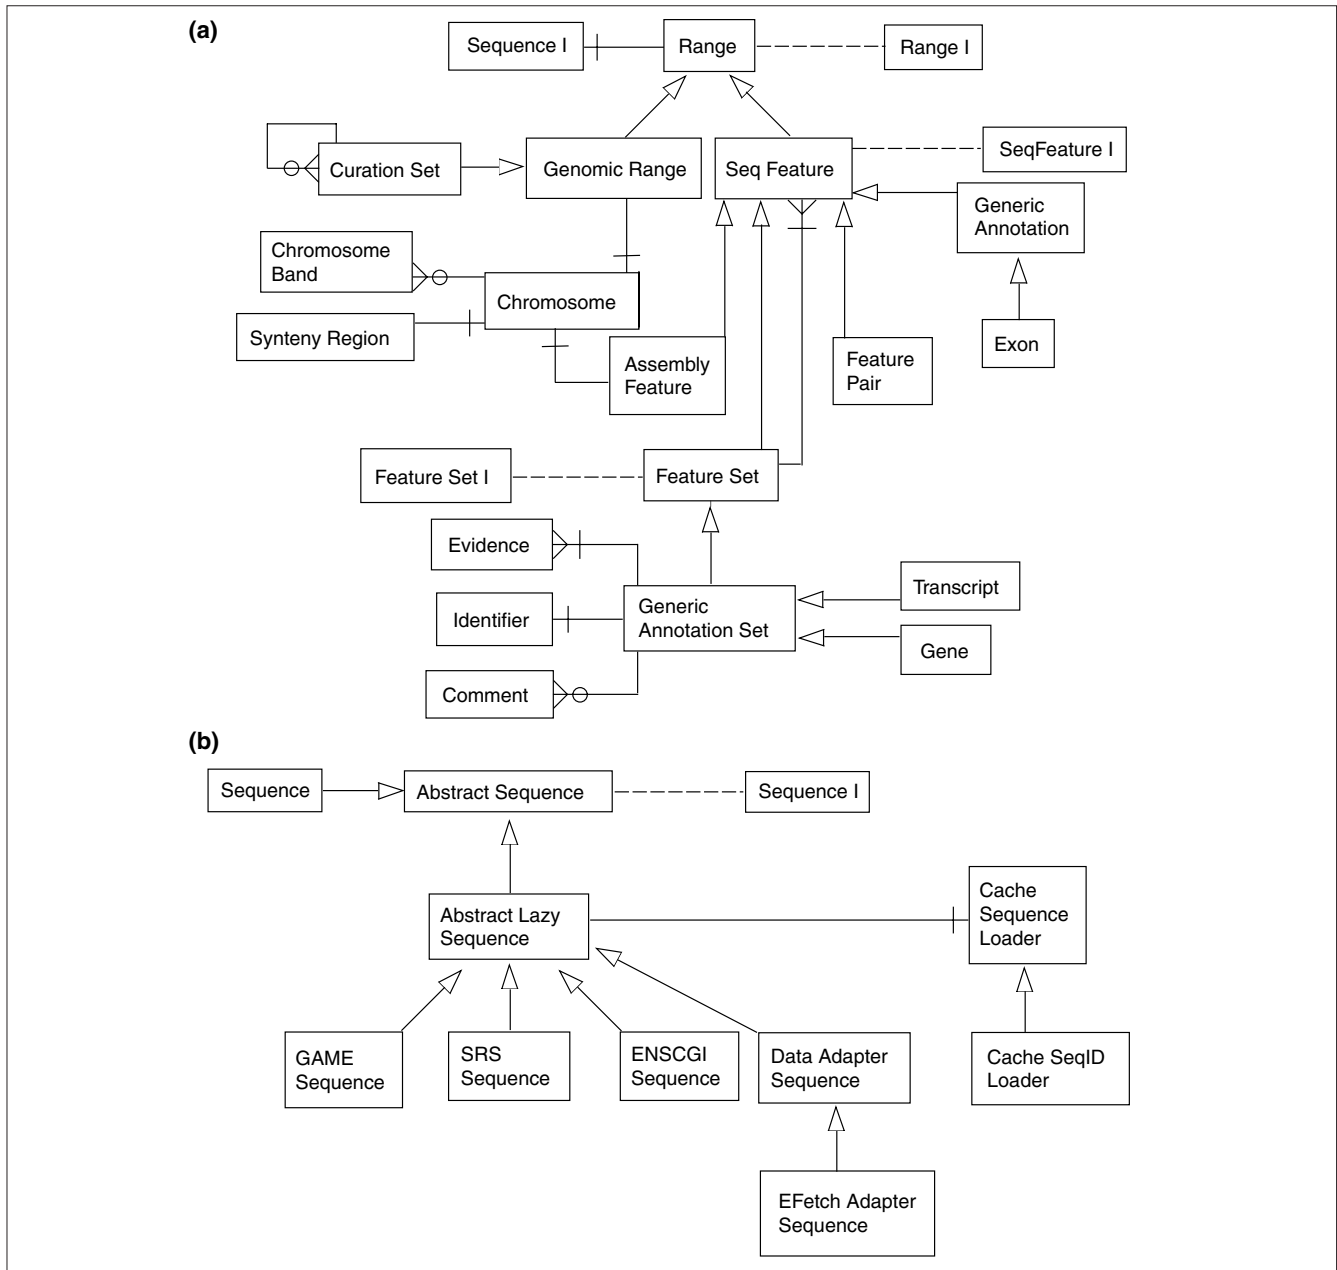 (a)
Sequence I
Range
Range I
Curation Set
Genomic Range
Seq Feature
SeqFeature I
Generic
Annotation
Chromosome
Band
Chromosome
Synteny Region
Assembly
Feature
Feature
Pair
Exon
Feature Set I
Feature Set
Evidence
Identifier
Generic
Annotation Set
Transcript
Gene
Comment
(b)
Sequence
Abstract Sequence
Sequence I
Abstract Lazy
Sequence
Cache
Sequence
Loader
GAME
Sequence
SRS
Sequence
ENSCGI
Sequence
Data Adapter
Sequence
Cache SeqID
Loader
EFetch Adapter
Sequence